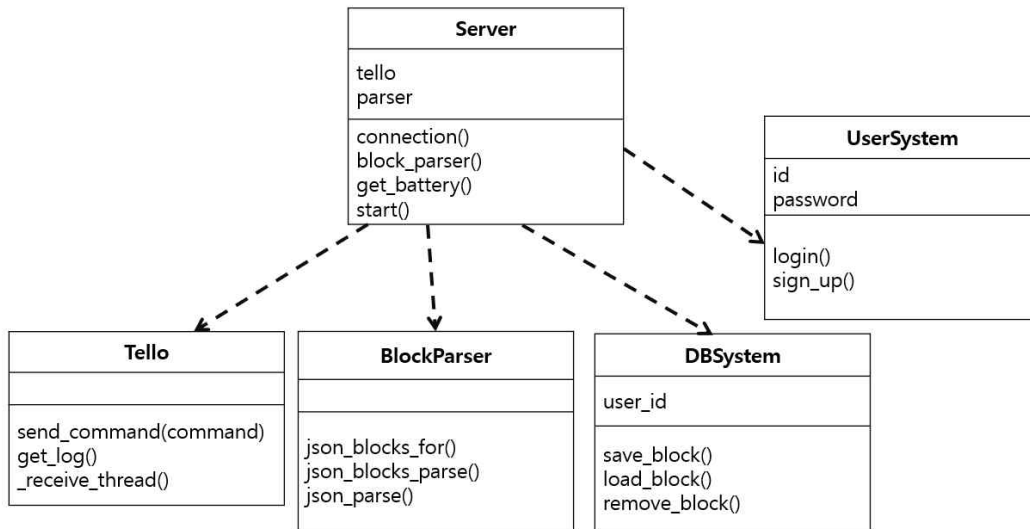 Server
tello
parser
connection()
block_parser()
get_battery()
start()
UserSystem
id
password
login()
sign_up()
Tello
send_command(command)
get_log()
_receive_thread()
BlockParser
json_blocks_for()
json_blocks_parse()
json_parse()
DBSystem
user_id
save_block()
load_block()
remove_block()